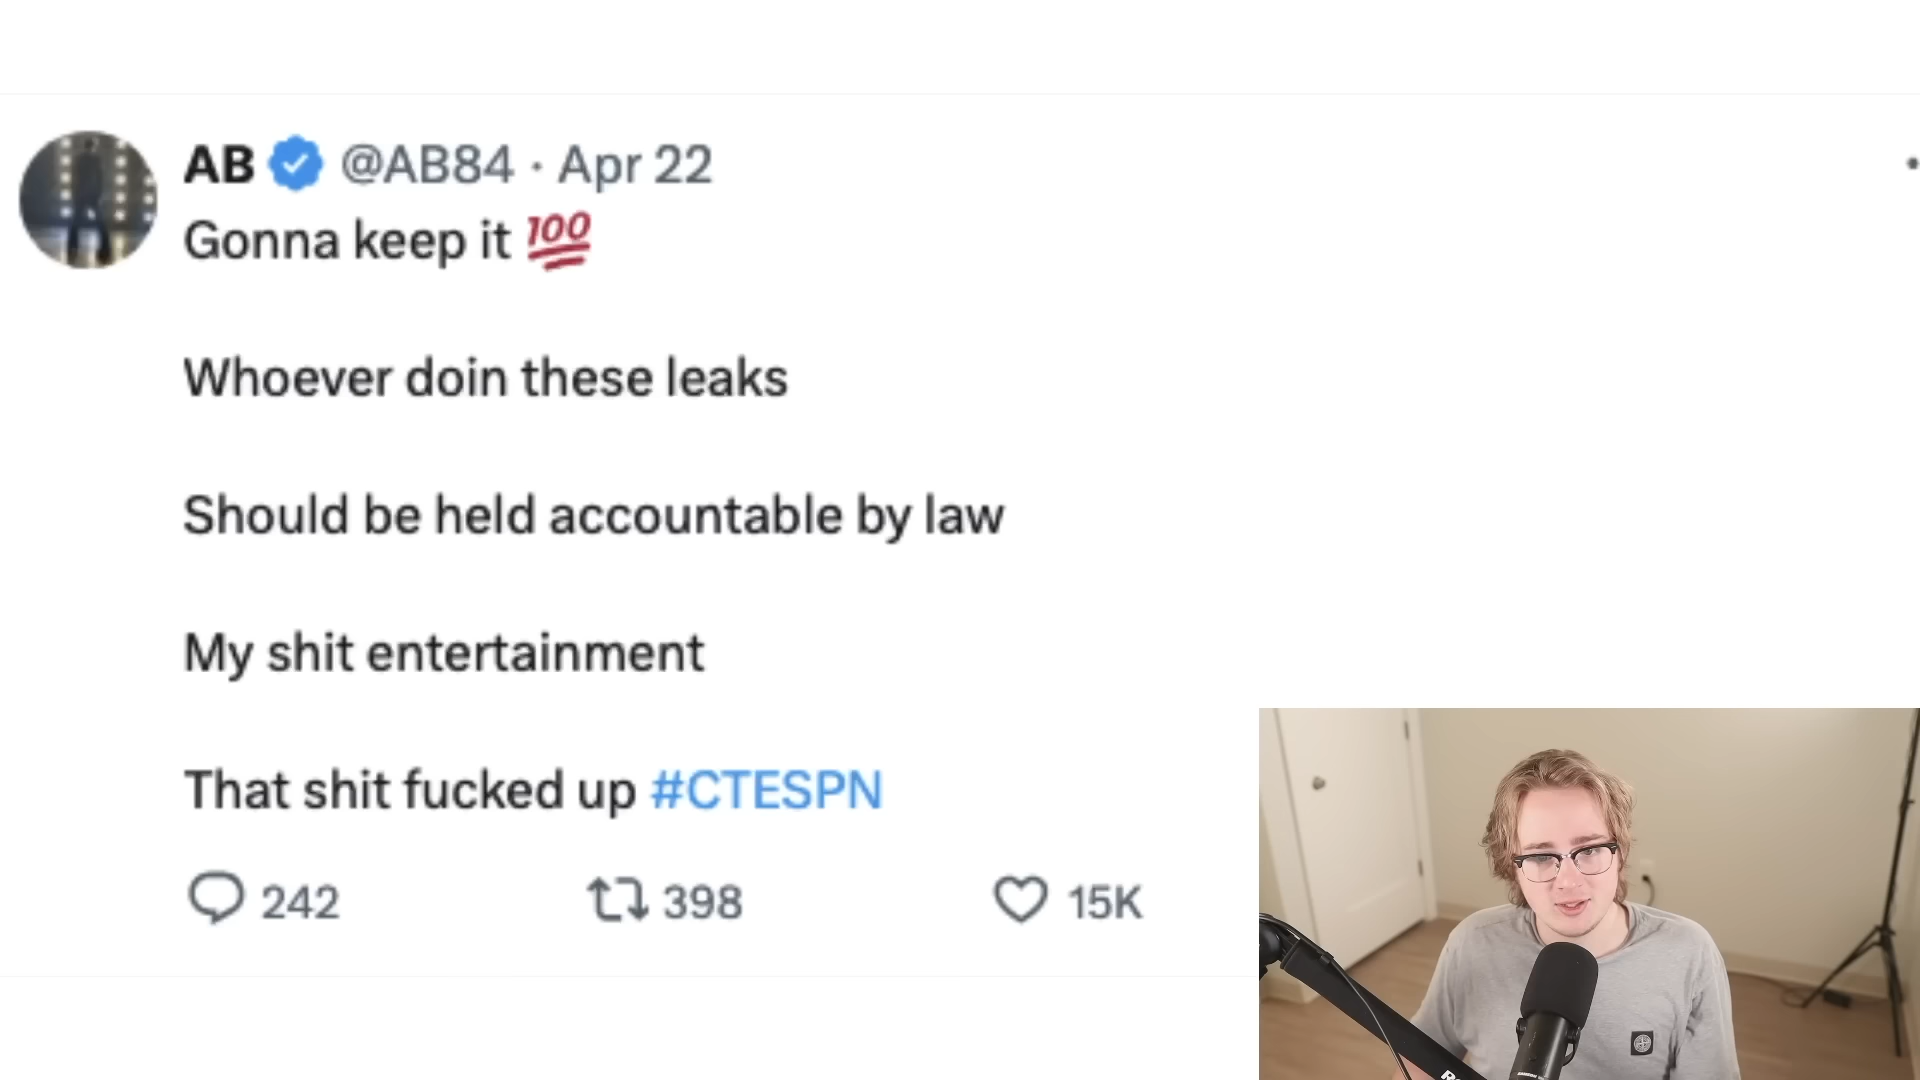 AB @AB84 · Apr 22
Gonna keep it 💯
Whoever doin these leaks
Should be held accountable by law
My shit entertainment
That shit fucked up #CTESPN
242 398 15K